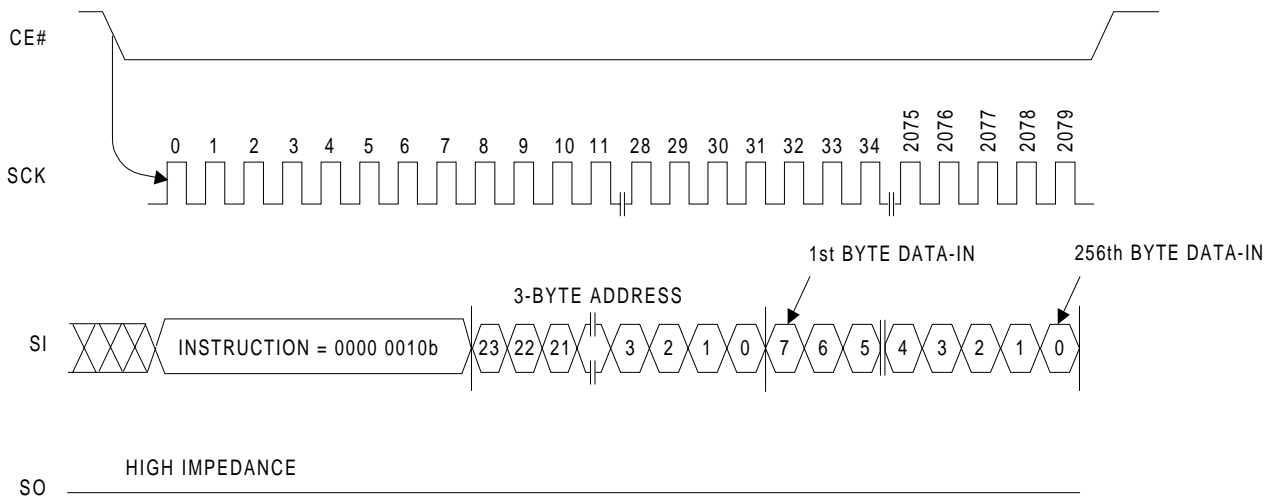 CE#
0 1 2 3 4 5 6 7 8 9 10 11 28 29 30 31 32 33 34 2075 2076 2077 2078 2079
SCK
1st BYTE DATA-IN 256th BYTE DATA-IN
3-BYTE ADDRESS
SI INSTRUCTION = 0000 0010b 23 22 21 3 2 1 0 7 6 5 4 3 2 1 0
HIGH IMPEDANCE
SO